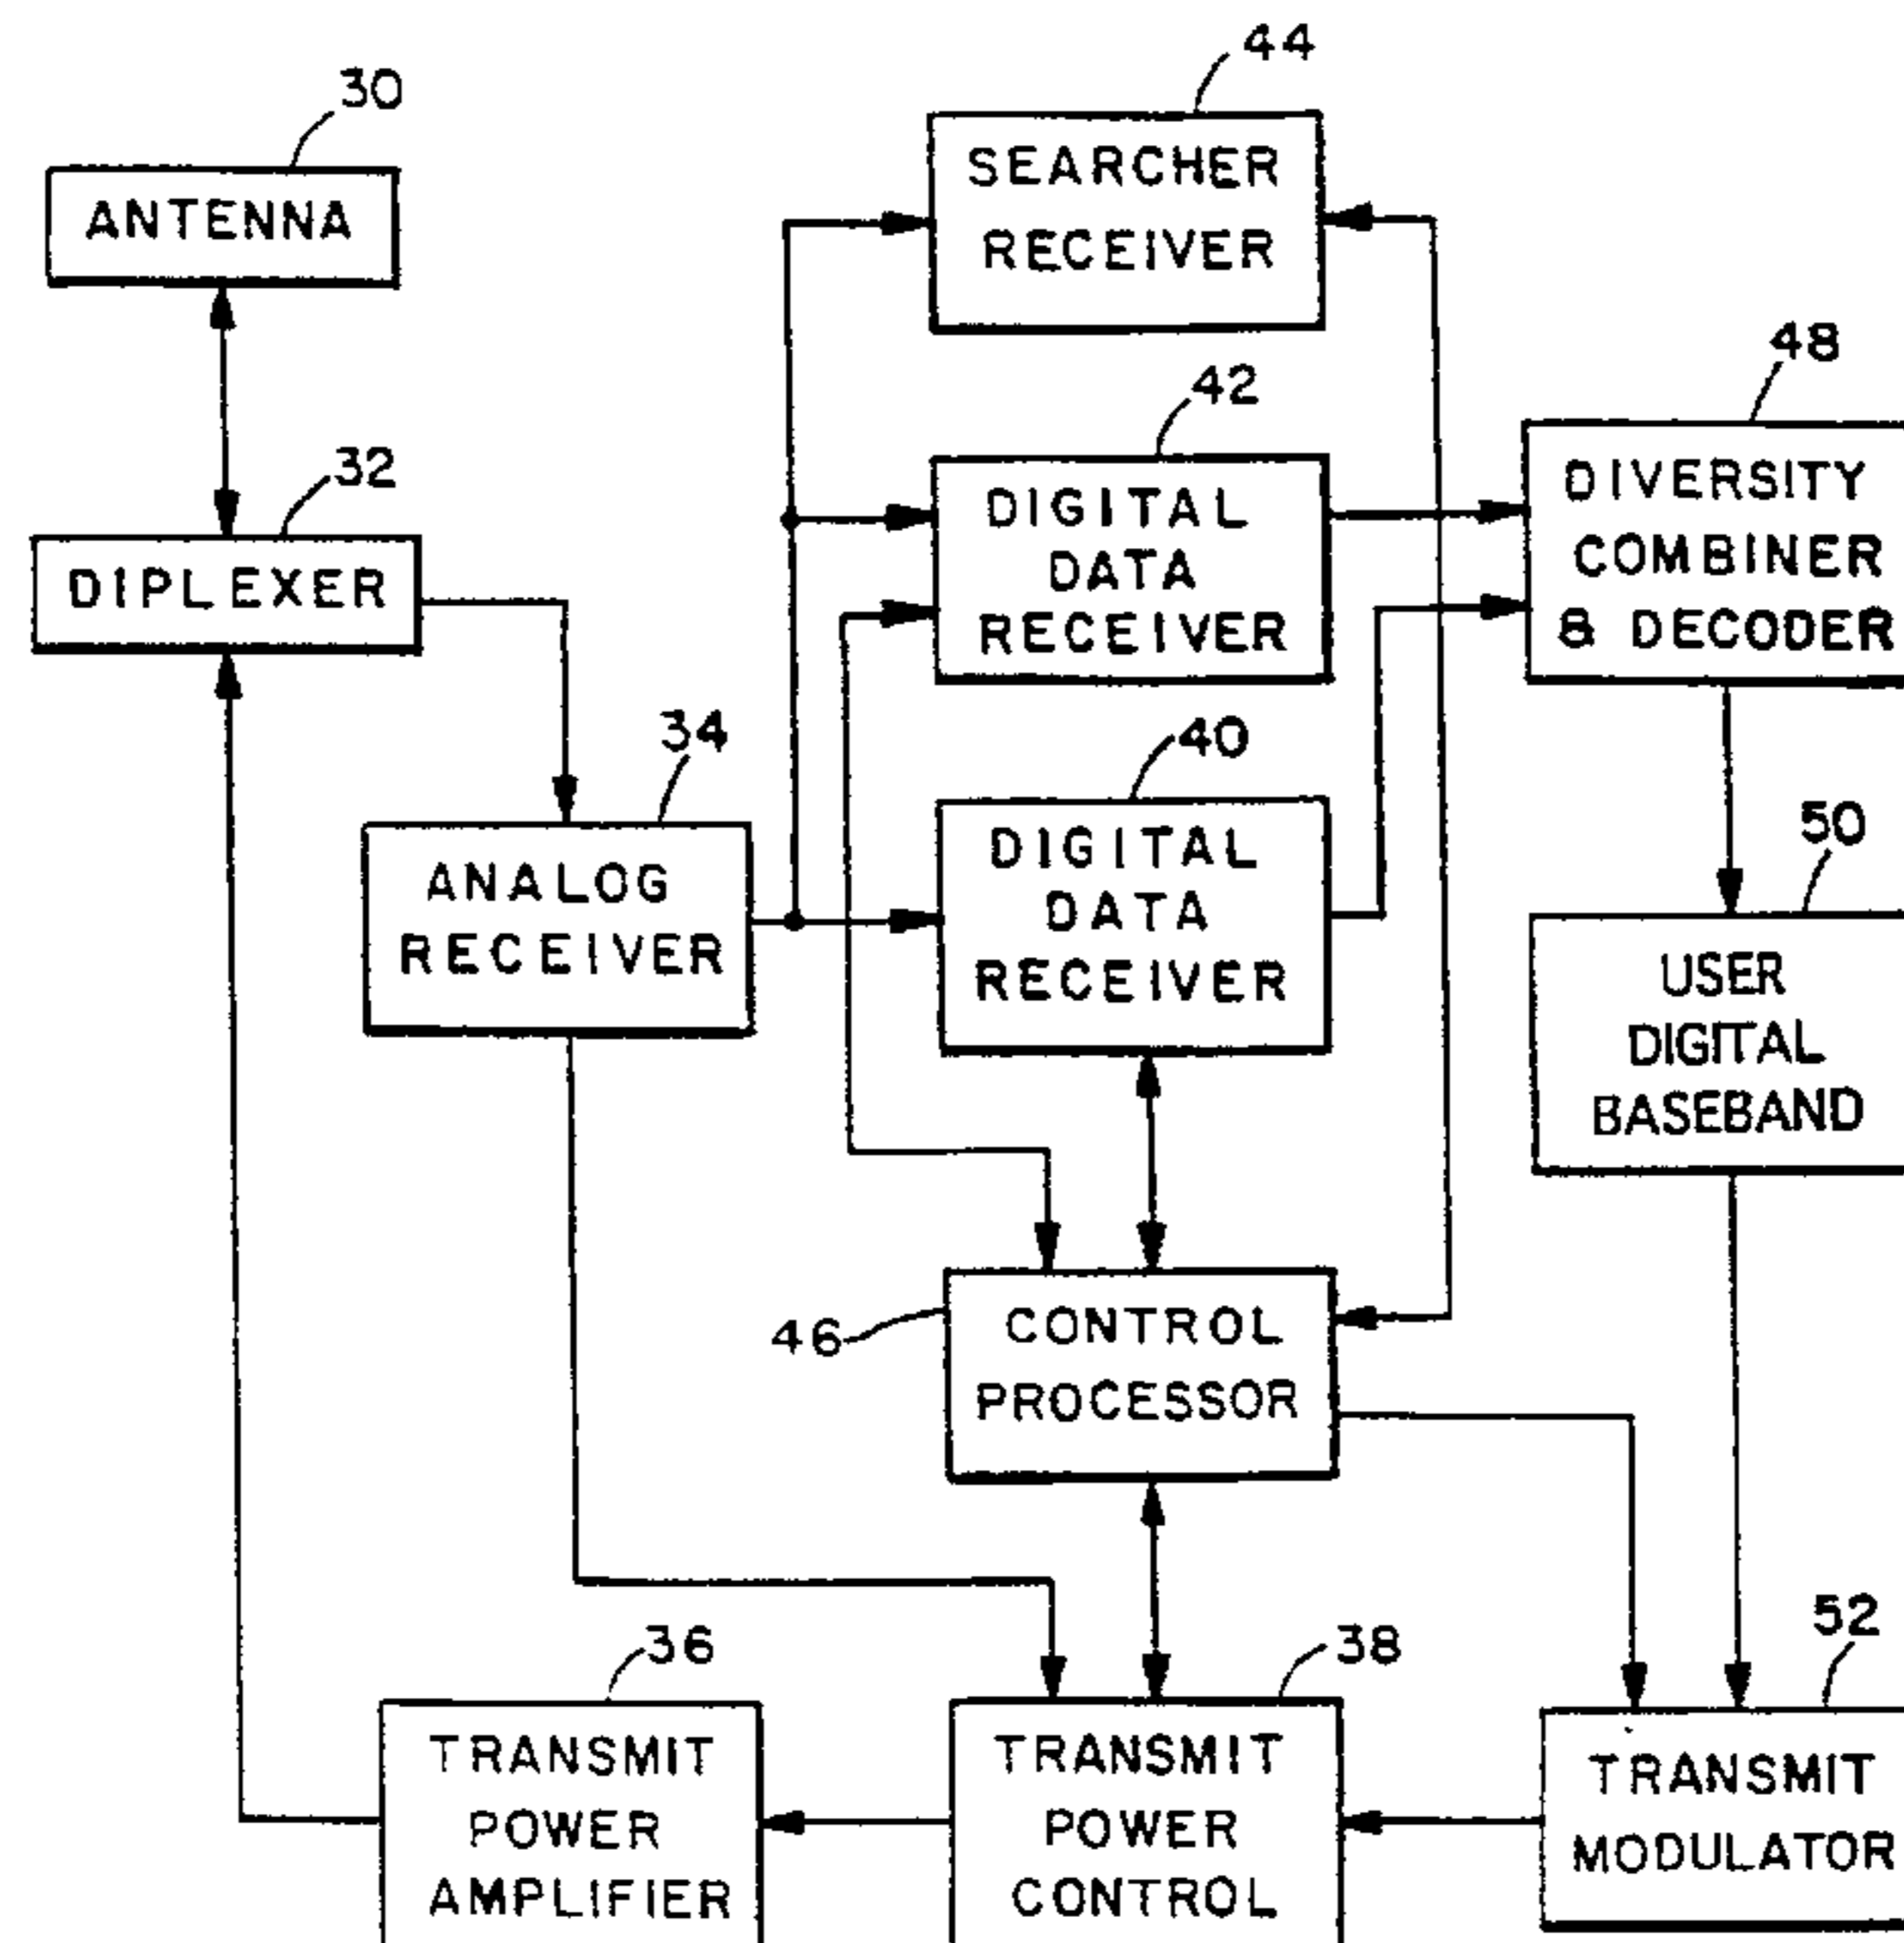 44
SEARCHER
RECEIVER
30
ANTENNA
42
DIGITAL
DATA
RECEIVER
48
DIVERSITY
COMBINER
& DECODER
32
DIPLEXER
34
ANALOG
RECEIVER
40
DIGITAL
DATA
RECEIVER
50
USER
DIGITAL
BASEBAND
46
CONTROL
PROCESSOR
36
TRANSMIT
POWER
AMPLIFIER
38
TRANSMIT
POWER
CONTROL
52
TRANSMIT
MODULATOR